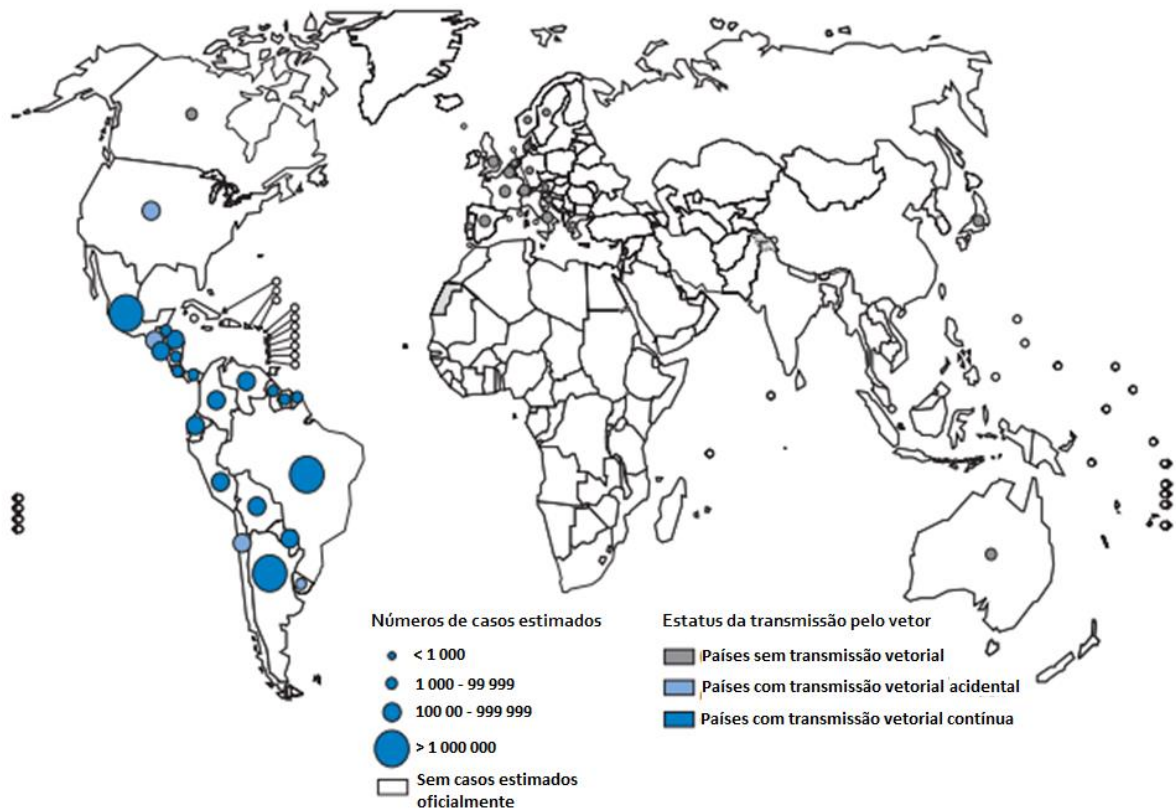 Números de casos estimados
< 1 000
1 000 - 99 999
100 00 - 999 999
> 1 000 000
Sem casos estimados
oficialmente
Estatus da transmissão pelo vetor
Países sem transmissão vetorial
Países com transmissão vetorial acidental
Países com transmissão vetorial contínua